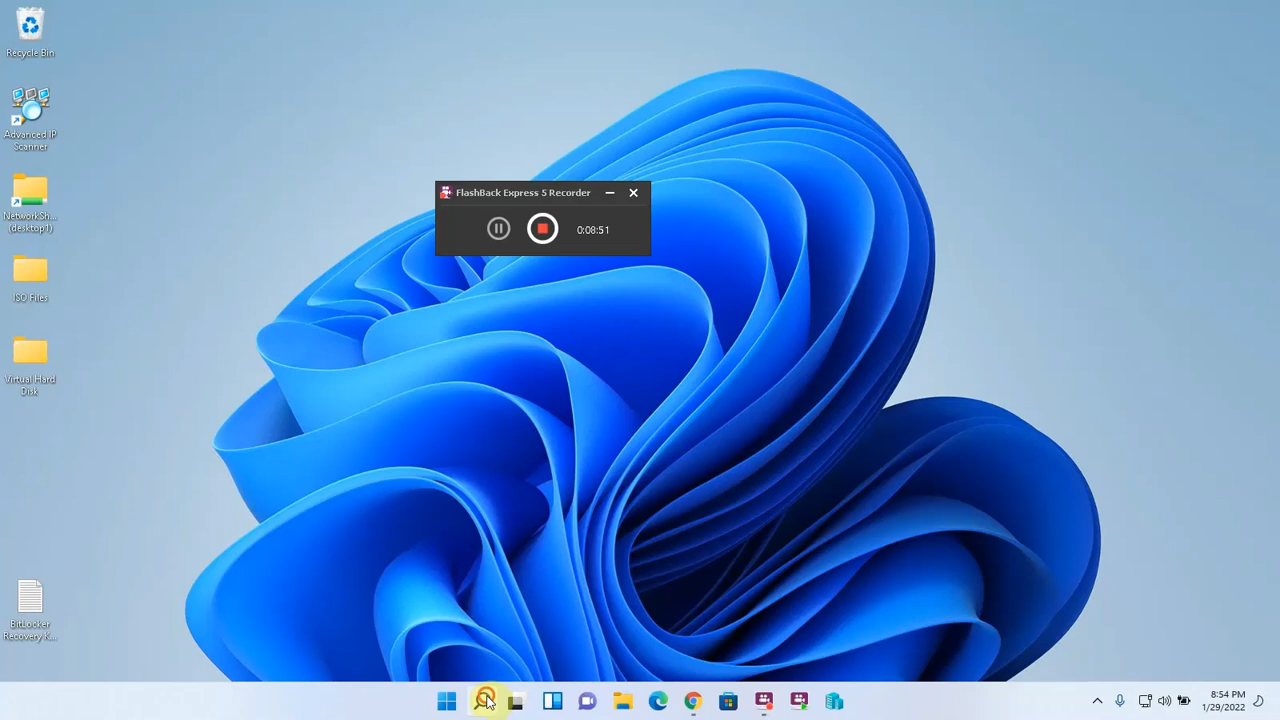 Recycle Bin
Advanced IP
Scanner
NetworkSh...
(desktop1)
ISO Files
Virtual Hard
Disk
BitLocker
Recovery K...
FlashBack Express 5 Recorder
0:08:51
8:54 PM
1/29/2022